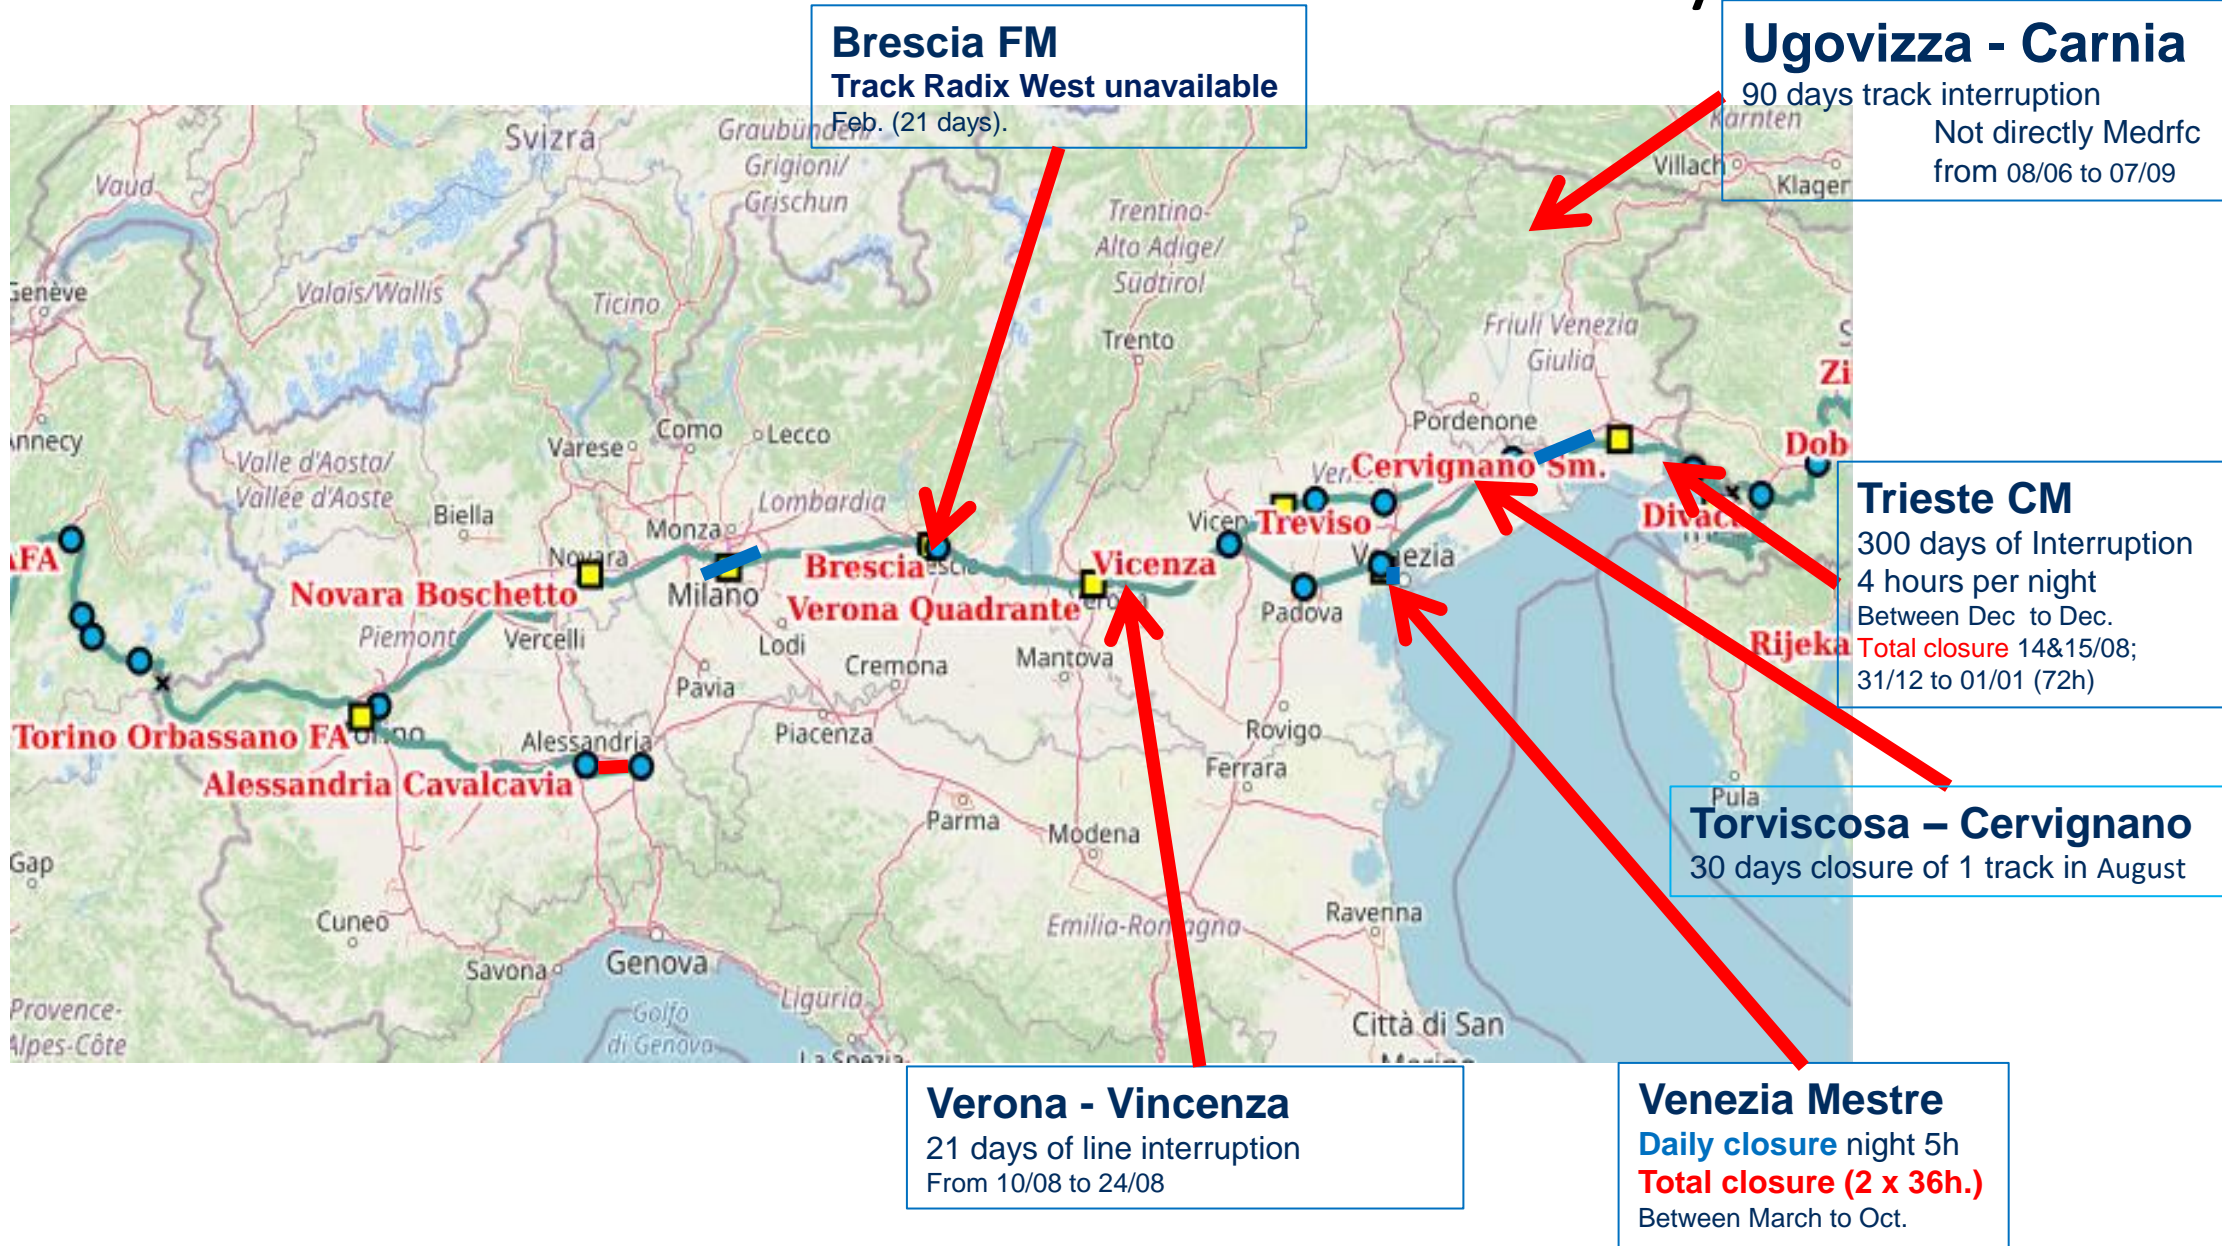 Brescia FM
Track Radix West unavailable
Feb. (21 days).
Ugovizza - Carnia
90 days track interruption
Not directly Medrfc
from 08/06 to 07/09
Svizra
Graubünden/
Grigioni/
Grischun
Kärnten
Villach
Klagen
Vaud
Trentino-
Alto Adige/
Südtirol
Genève
Valais/Wallis
Ticino
Trento
Friuli Venezia
Giulia
Zi
Annecy
Varese
Como
Lecco
Pordenone
Dob
Valle d'Aosta/
Vallée d'Aoste
Cervignano Sm.
Biella
Monza
Lombardia
Treviso
Divača
AFA
Novara
Brescia
Vicenza
Venezia
Novara Boschetto
Milano
Verona Quadrante
Padova
Piemont
Vercelli
Lodi
Cremona
Mantova
Rijeka
Pavia
Torino Orbassano FA
Alessandria
Piacenza
Rovigo
Alessandria Cavalcavia
Ferrara
Trieste CM
300 days of Interruption
4 hours per night
Between Dec to Dec.
Total closure 14&15/08;
31/12 to 01/01 (72h)
Parma
Modena
Pula
Torviscosa – Cervignano
30 days closure of 1 track in August
Gap
Cuneo
Emilia-Romagna
Ravenna
Savona
Genova
Liguria
Provence-
Alpes-Côte
Golfo
di Genova
La Spezia
Città di San
Marino
Verona - Vincenza
21 days of line interruption
From 10/08 to 24/08
Venezia Mestre
Daily closure night 5h
Total closure (2 x 36h.)
Between March to Oct.